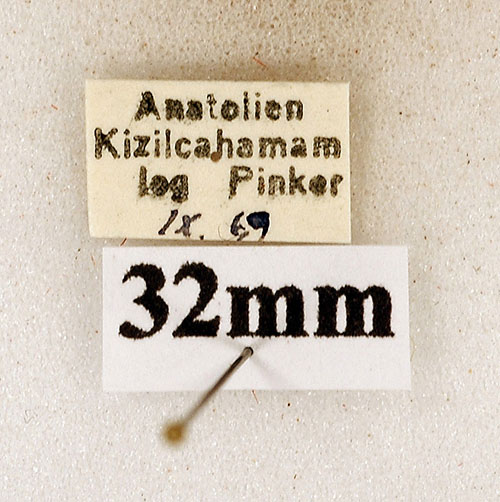 Anatolien
Kizilcahamam
leg Pinker
IX. 69
32mm